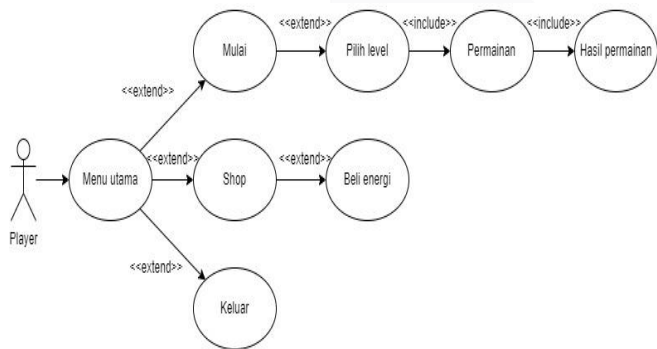 <<extend>>
<<include>>
<<include>>
Mulai
Pilih level
Permainan
Hasil permainan
<<extend>>
<<extend>>
<<extend>>
Menu utama
Shop
Beli energi
Player
<<extend>>
Keluar